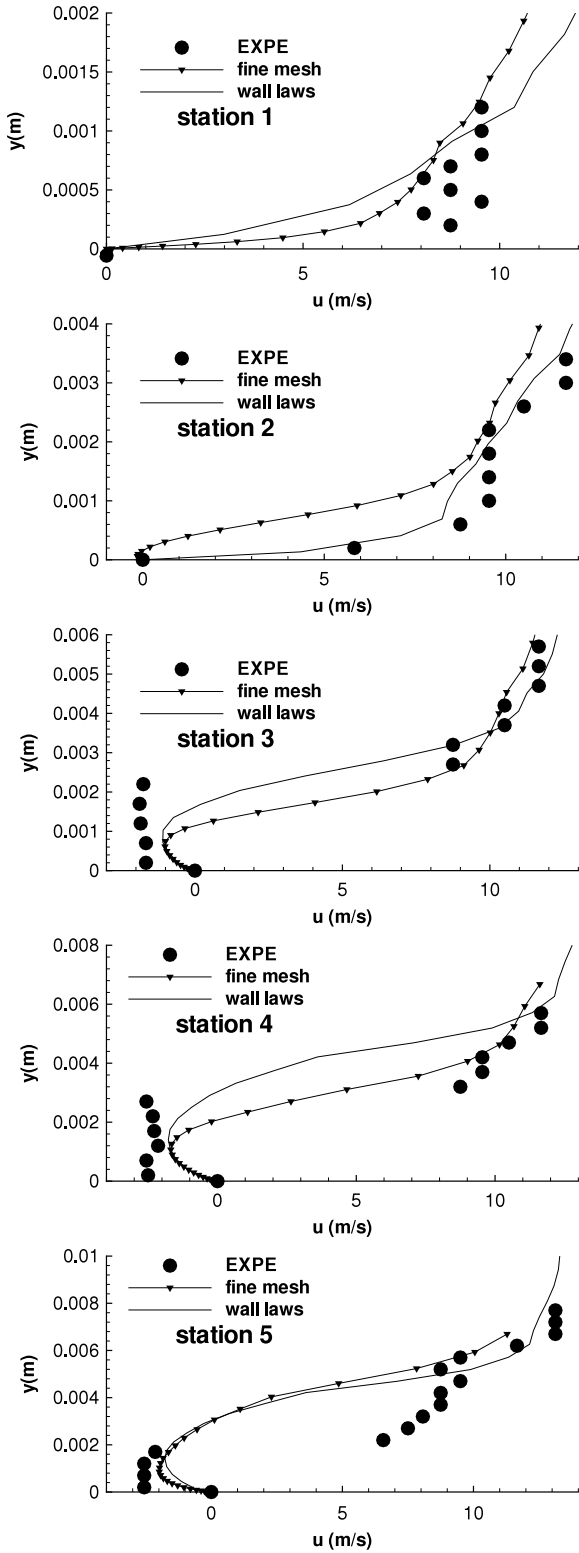 0.002
EXPE
fine mesh
0.0015
wall laws
station 1
y(m)
0.001
0.0005
0
0 5 10
u (m/s)
0.004
EXPE
fine mesh
0.003
wall laws
station 2
y(m)
0.002
0.001
0
0 5 10
u (m/s)
0.006
EXPE
0.005
fine mesh
wall laws
0.004
station 3
y(m)
0.003
0.002
0.001
0
0 5 10
u (m/s)
0.008
EXPE
fine mesh
0.006
wall laws
station 4
y(m)
0.004
0.002
0
0 5 10
u (m/s)
0.01
EXPE
fine mesh
0.008
wall laws
station 5
y(m)
0.006
0.004
0.002
0
0 5 10
u (m/s)